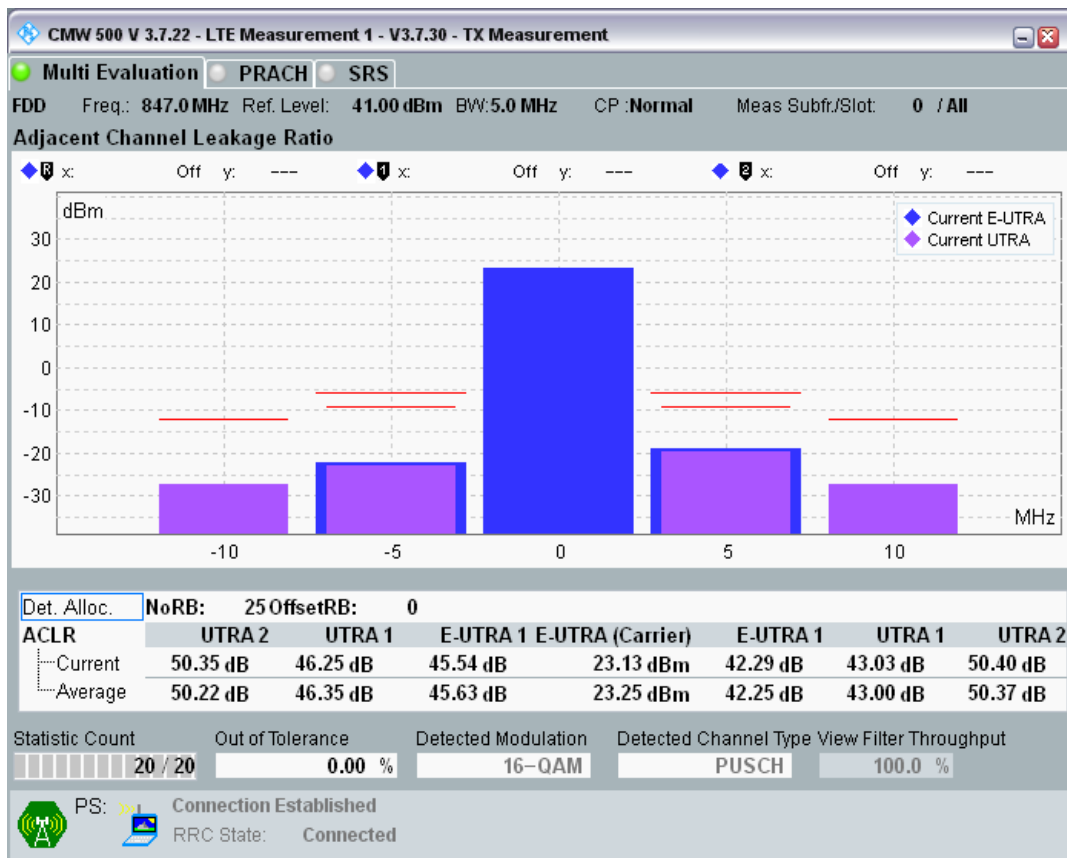 CMW 500 V 3.7.22 - LTE Measurement 1 - V3.7.30 - TX Measurement
Multi Evaluation PRACH SRS
FDD Freq.: 847.0 MHz Ref. Level: 41.00 dBm BW:5.0 MHz CP :Normal Meas Subfr./Slot: 0 / All
Adjacent Channel Leakage Ratio
R x: Off y: --- 1 x: Off y: --- 2 x: Off y: ---
dBm
Current E-UTRA
Current UTRA
30
20
10
0
-10
-20
-30
MHz
-10 -5 0 5 10
Det. Alloc. NoRB: 25 OffsetRB: 0
ACLR UTRA 2 UTRA 1 E-UTRA 1 E-UTRA (Carrier) E-UTRA 1 UTRA 1 UTRA 2
Current 50.35 dB 46.25 dB 45.54 dB 23.13 dBm 42.29 dB 43.03 dB 50.40 dB
Average 50.22 dB 46.35 dB 45.63 dB 23.25 dBm 42.25 dB 43.00 dB 50.37 dB
Statistic Count Out of Tolerance Detected Modulation Detected Channel Type View Filter Throughput
20 / 20 0.00 % 16-QAM PUSCH 100.0 %
PS: Connection Established
RRC State: Connected